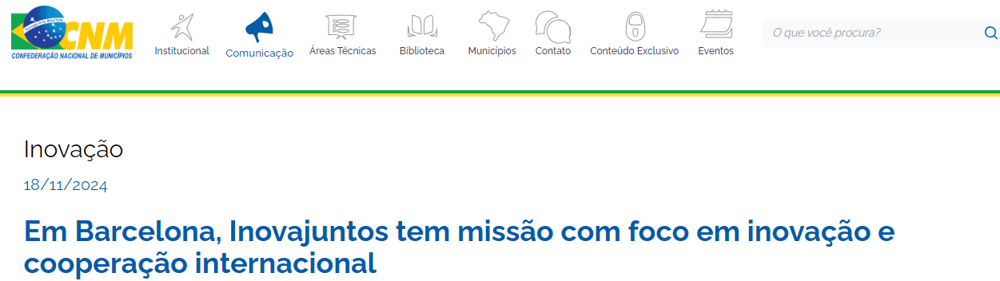 CNM
CONFEDERAÇÃO NACIONAL DE MUNICÍPIOS
Institucional
Comunicação
Áreas Técnicas
Biblioteca
Municípios
Contato
Conteúdo Exclusivo
Eventos
O que você procura?
Inovação
18/11/2024
Em Barcelona, Inovajuntos tem missão com foco em inovação e
cooperação internacional